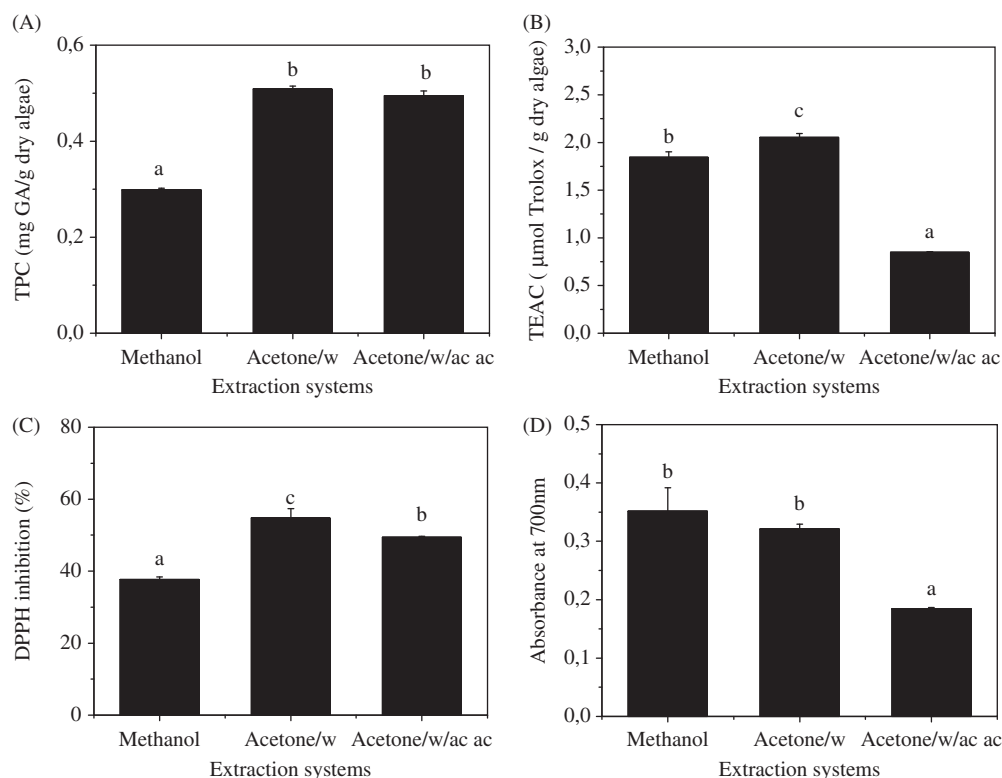 (A)
TPC (mg GA/g dry algae)
0,6
0,4
0,2
0,0
a
b
b
Methanol Acetone/w Acetone/w/ac ac
Extraction systems
(B)
TEAC ( μmol Trolox / g dry algae)
3,0
2,5
2,0
1,5
1,0
0,5
0,0
b
c
a
Methanol Acetone/w Acetone/w/ac ac
Extraction systems
(C)
DPPH inhibition (%)
80
60
40
20
0
a
c
b
Methanol Acetone/w Acetone/w/ac ac
Extraction systems
(D)
Absorbance at 700nm
0,5
0,4
0,3
0,2
0,1
0,0
b
b
a
Methanol Acetone/w Acetone/w/ac ac
Extraction systems